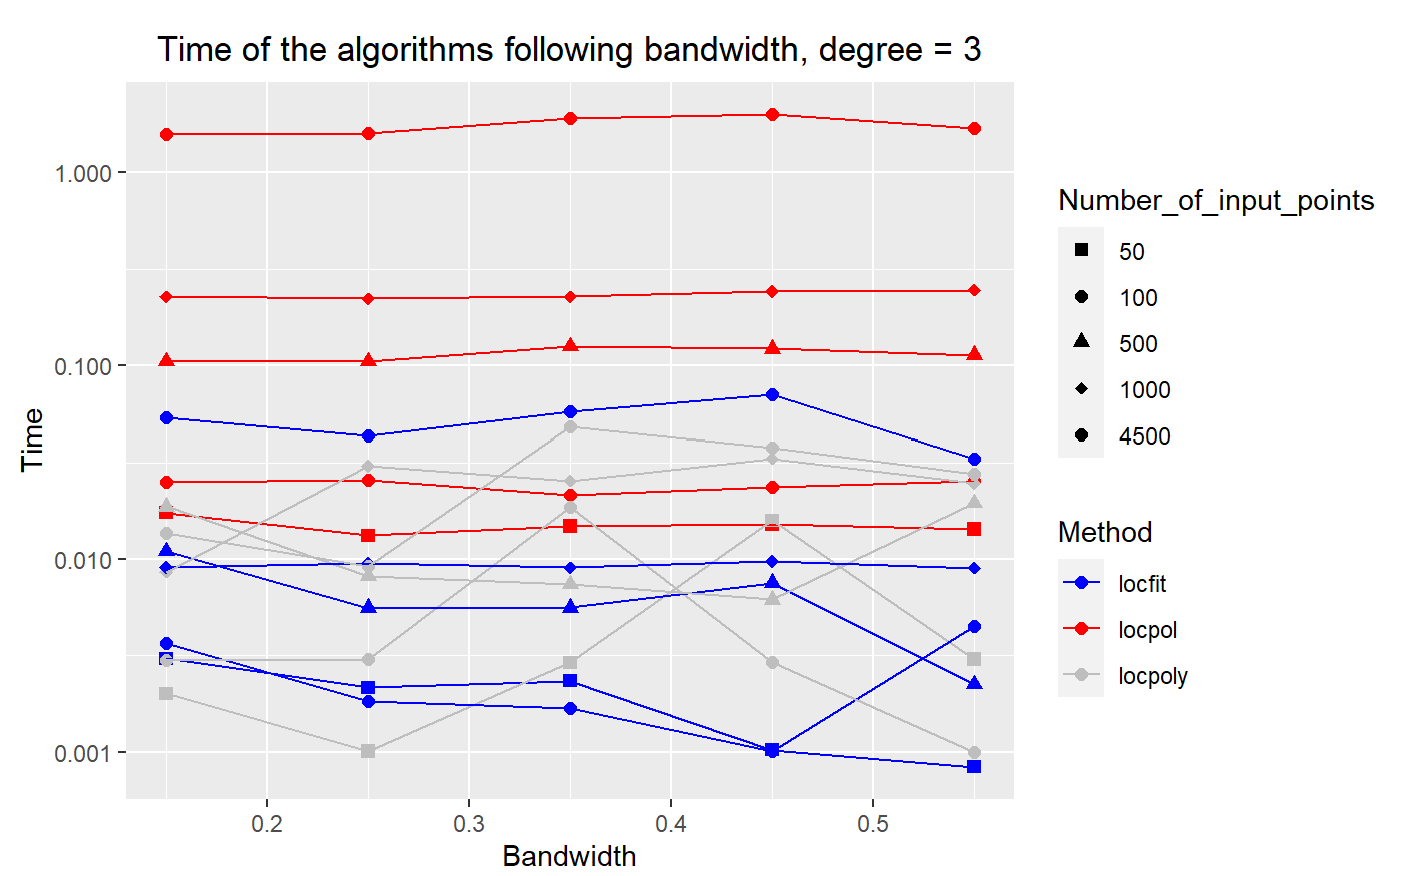 Time of the algorithms following bandwidth, degree = 3
Time
1.000
0.100
0.010
0.001
0.2
0.3
0.4
0.5
Bandwidth
Number_of_input_points
50
100
500
1000
4500
Method
locfit
locpol
locpoly